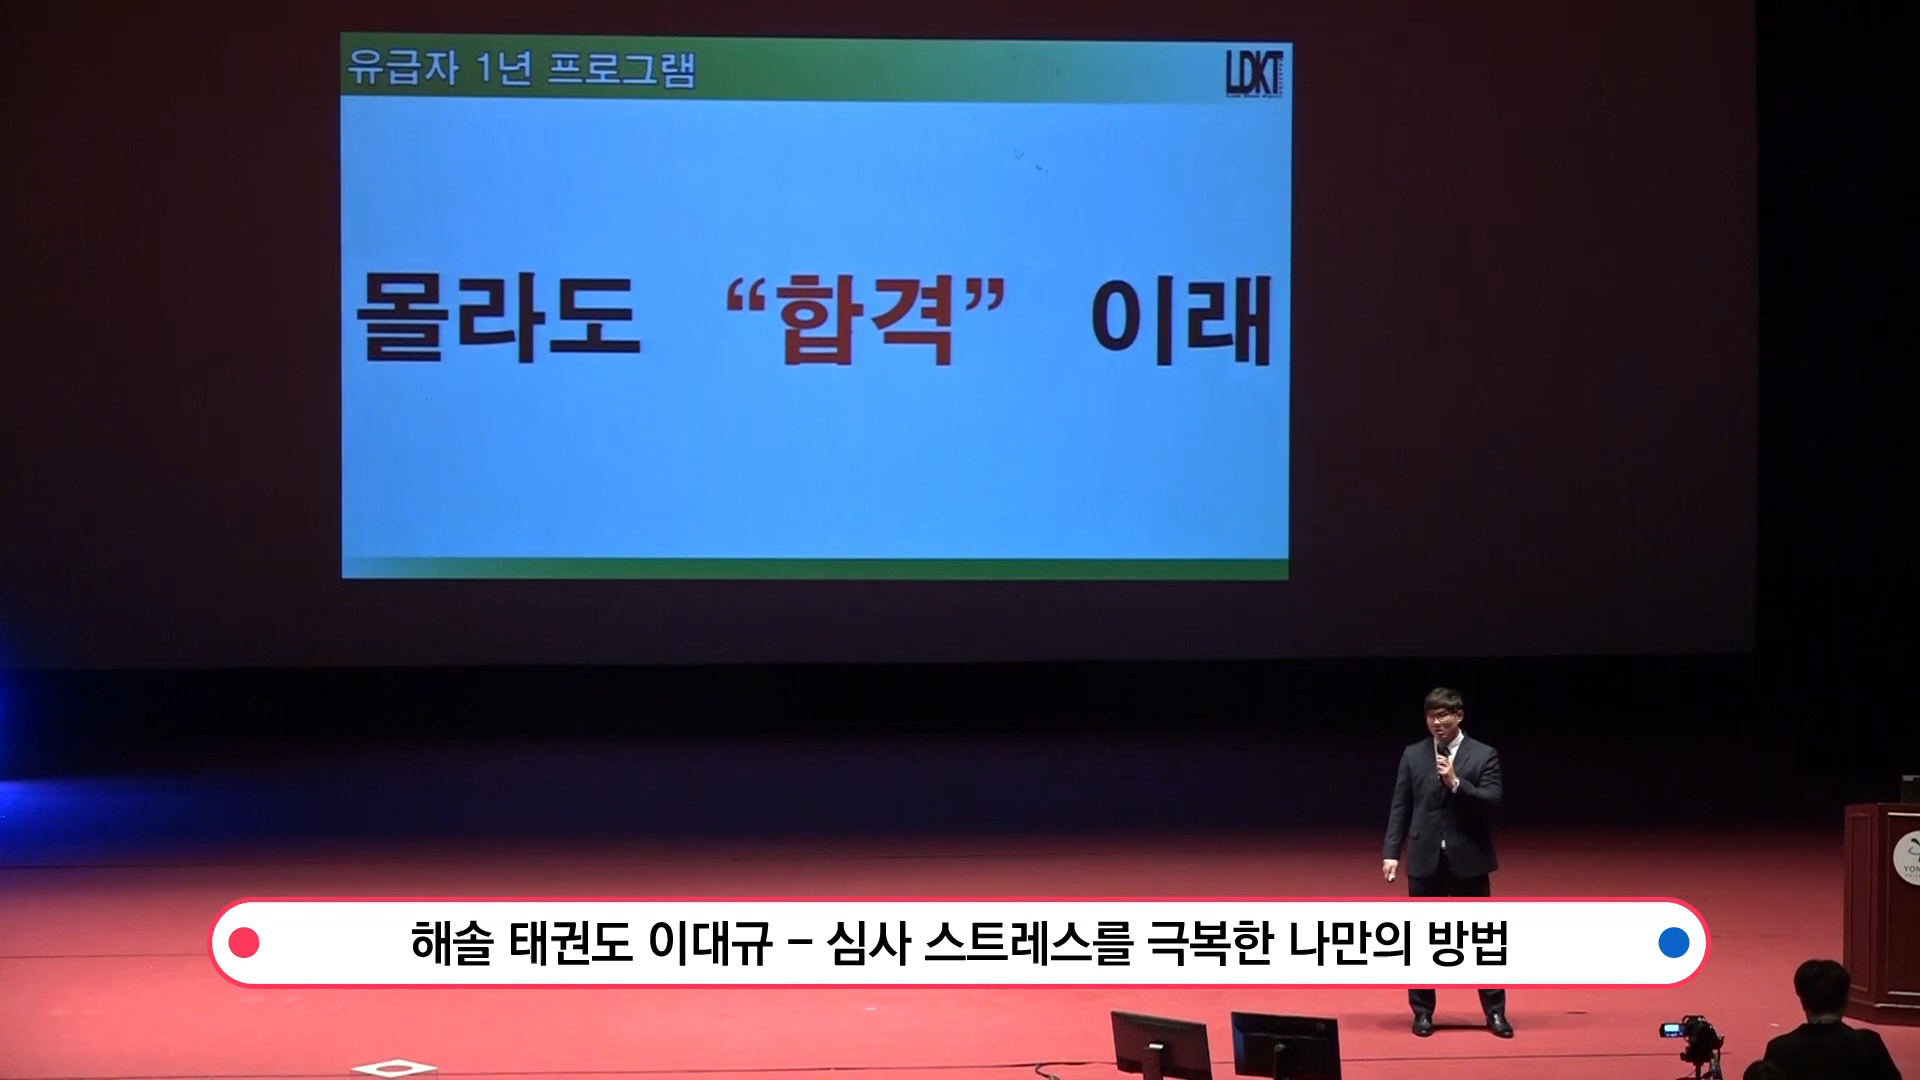 유급자 1년 프로그램
LDKT
몰라도 “합격” 이래
해솔 태권도 이대규 – 심사 스트레스를 극복한 나만의 방법